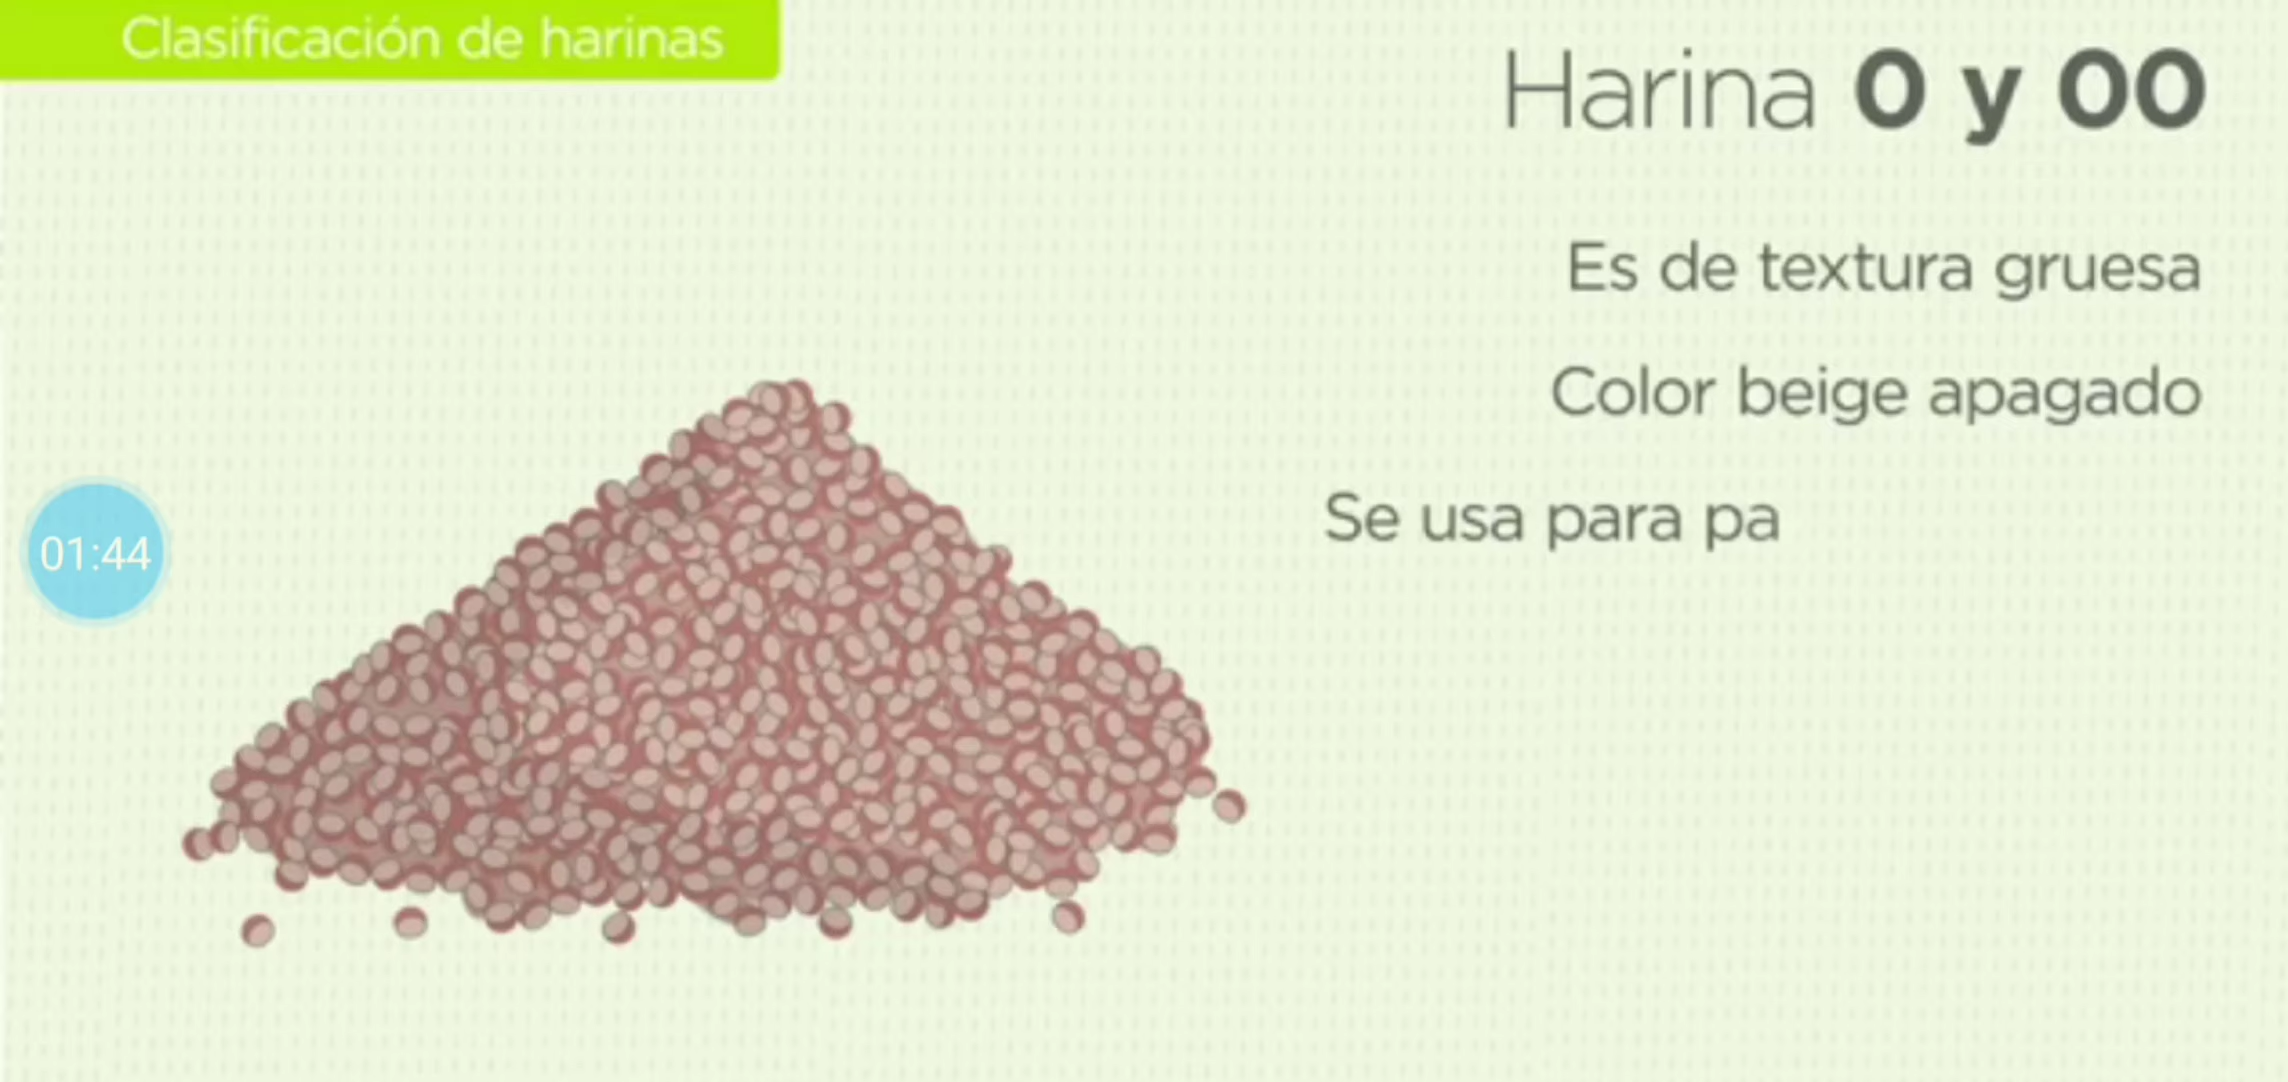 Clasificación de harinas
Harina 0 y 00
Es de textura gruesa
Color beige apagado
Se usa para pa
01:44